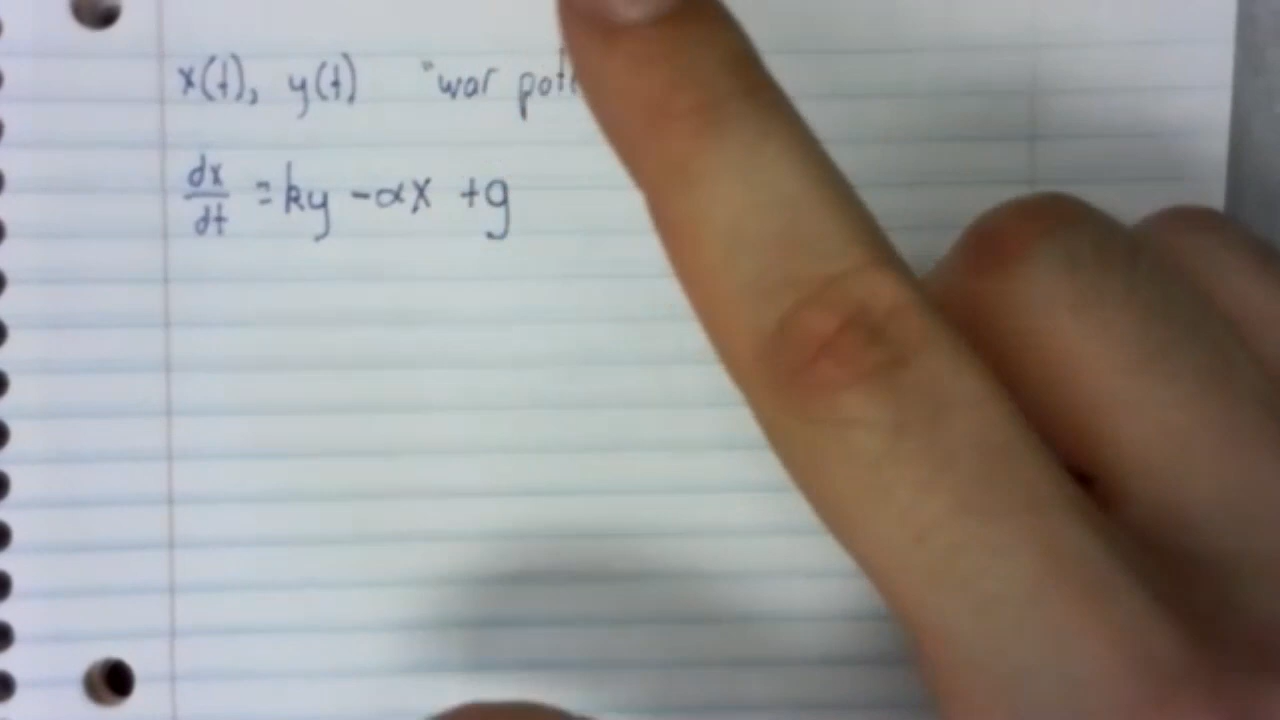 x(t), y(t) "war
dx/dt = ky - αx + g